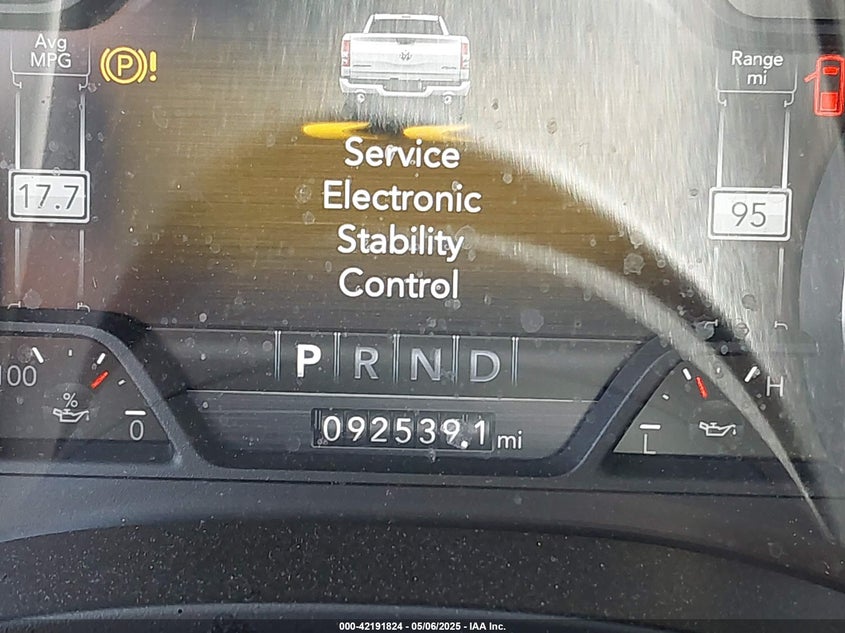 Avg
MPG
P!
17.7
Service
Electronic
Stability
Control
Range
mi
95
P R N D
100
%
0
092539.1 mi
H
L
000-42191824 - 05/06/2025 - IAA Inc.